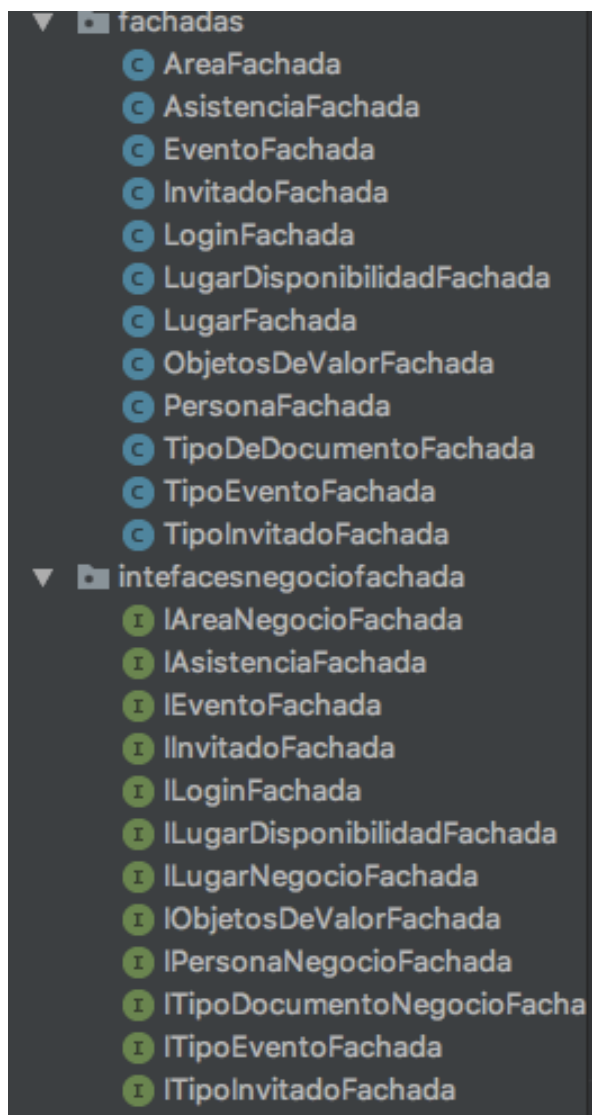 fachadas
AreaFachada
AsistenciaFachada
EventoFachada
InvitadoFachada
LoginFachada
LugarDisponibilidadFachada
LugarFachada
ObjetosDeValorFachada
PersonaFachada
TipoDeDocumentoFachada
TipoEventoFachada
TipoInvitadoFachada
intefacesnegociofachada
IAreaNegocioFachada
IAsistenciaFachada
IEventoFachada
IInvitadoFachada
ILoginFachada
ILugarDisponibilidadFachada
ILugarNegocioFachada
IObjetosDeValorFachada
IPersonaNegocioFachada
ITipoDocumentoNegocioFacha
ITipoEventoFachada
ITipoInvitadoFachada